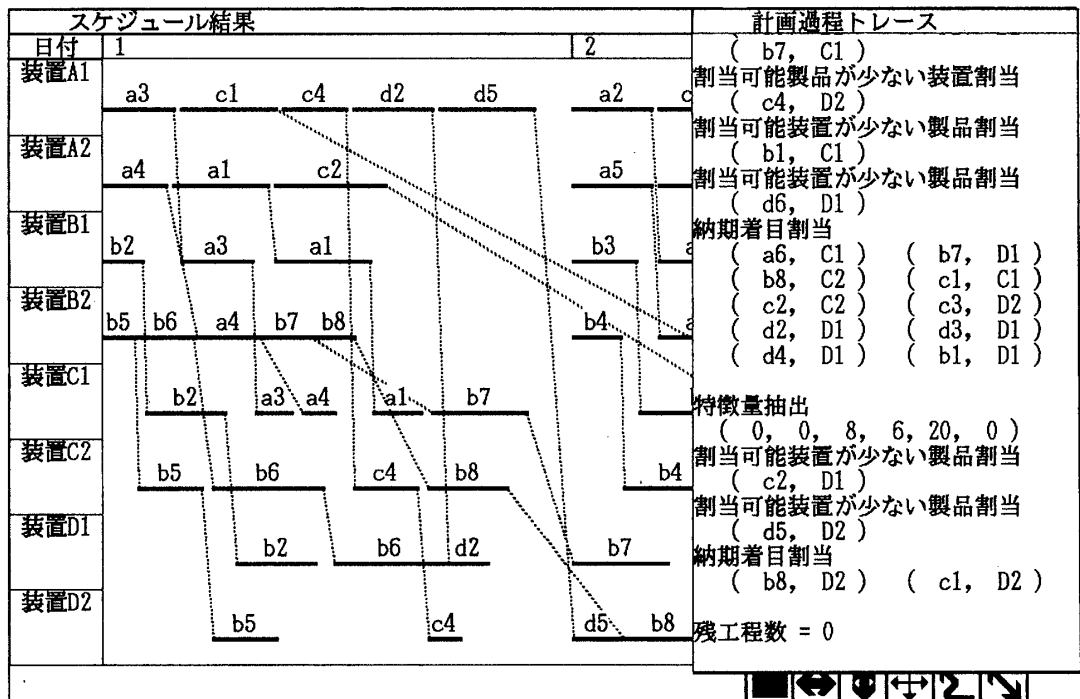 スケジュール結果
日付 1 2
装置A1
a3 c1 c4 d2 d5 a2 c
装置A2
a4 a1 c2 a5
装置B1
b2 a3 a1 b3 a
装置B2
b5 b6 a4 b7 b8 b4 a
装置C1
b2 a3 a4 a1 b7
装置C2
b5 b6 c4 b8 b4
装置D1
b2 b6 d2 b7
装置D2
b5 c4 d5 b8
計画過程トレース
( b7, C1 )
割当可能製品が少ない装置割当
( c4, D2 )
割当可能装置が少ない製品割当
( b1, C1 )
割当可能装置が少ない製品割当
( d6, D1 )
納期着目割当
( a6, C1 ) ( b7, D1 )
( b8, C2 ) ( c1, C1 )
( c2, C2 ) ( c3, D2 )
( d2, D1 ) ( d3, D1 )
( d4, D1 ) ( b1, D1 )
特徴量抽出
( 0, 0, 8, 6, 20, 0 )
割当可能装置が少ない製品割当
( c2, D1 )
割当可能装置が少ない製品割当
( d5, D2 )
納期着目割当
( b8, D2 ) ( c1, D2 )
残工程数 = 0